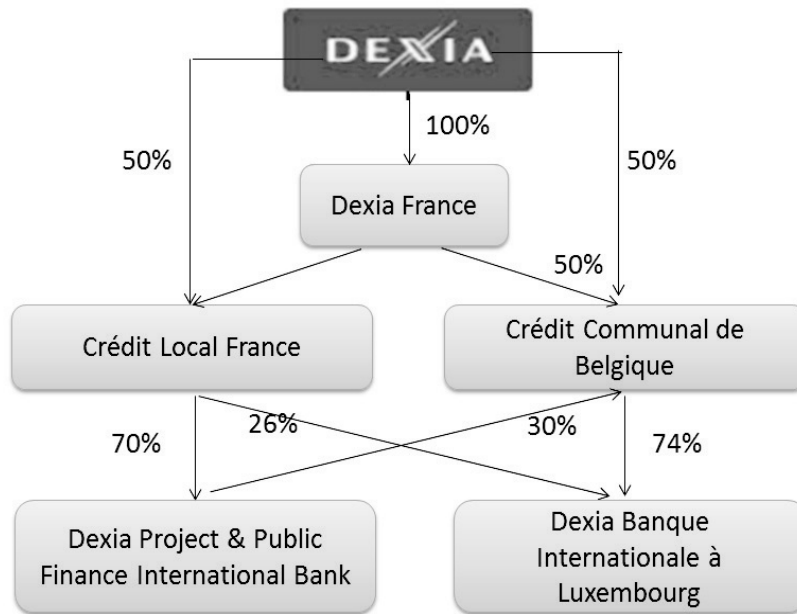 DEXIA
100%
50%
50%
Dexia France
50%
Crédit Local France
Crédit Communal de
Belgique
70%
26%
30%
74%
Dexia Project & Public
Finance International Bank
Dexia Banque
Internationale à
Luxembourg